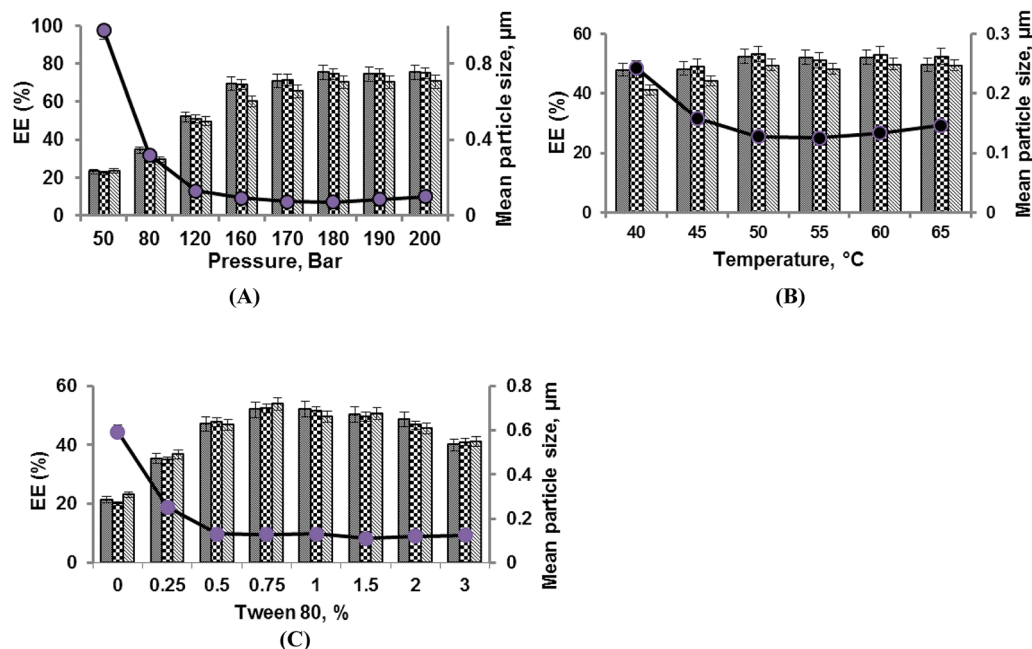 100
80
60
40
20
0
EE (%)
0.8
0.4
0
Mean particle size, µm
50 80 120 160 170 180 190 200
Pressure, Bar
(A)
60
40
20
0
EE (%)
0.3
0.2
0.1
0
Mean particle size, µm
40 45 50 55 60 65
Temperature, °C
(B)
60
40
20
0
EE (%)
0.8
0.6
0.4
0.2
0
Mean particle size, µm
0 0.25 0.5 0.75 1 1.5 2 3
Tween 80, %
(C)